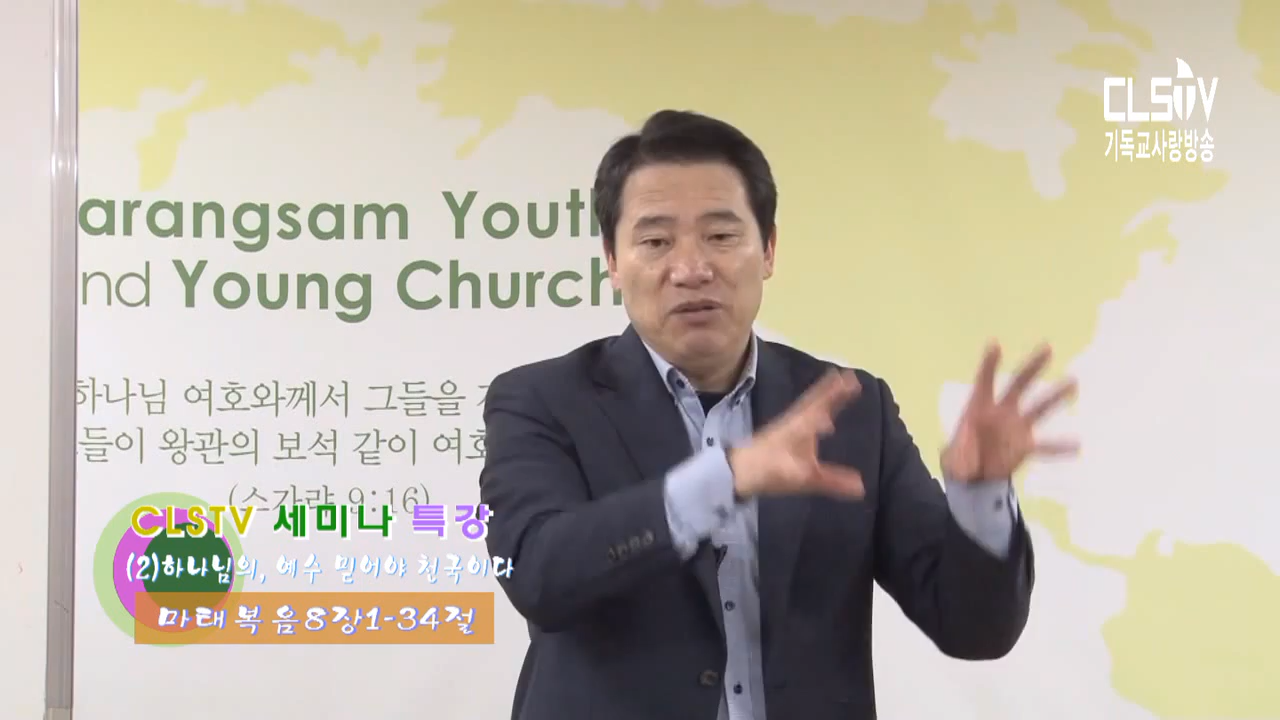 CLSTV
기독교사랑방송
arangsam Youth
nd Young Church
하나님 여호와께서 그들을
들이 왕관의 보석 같이 여호
(스가랴 9:16)
CLSTV 세미나 특강
(2)하나님의, 예수 믿어야 천국이다
마태복음8장1-34절